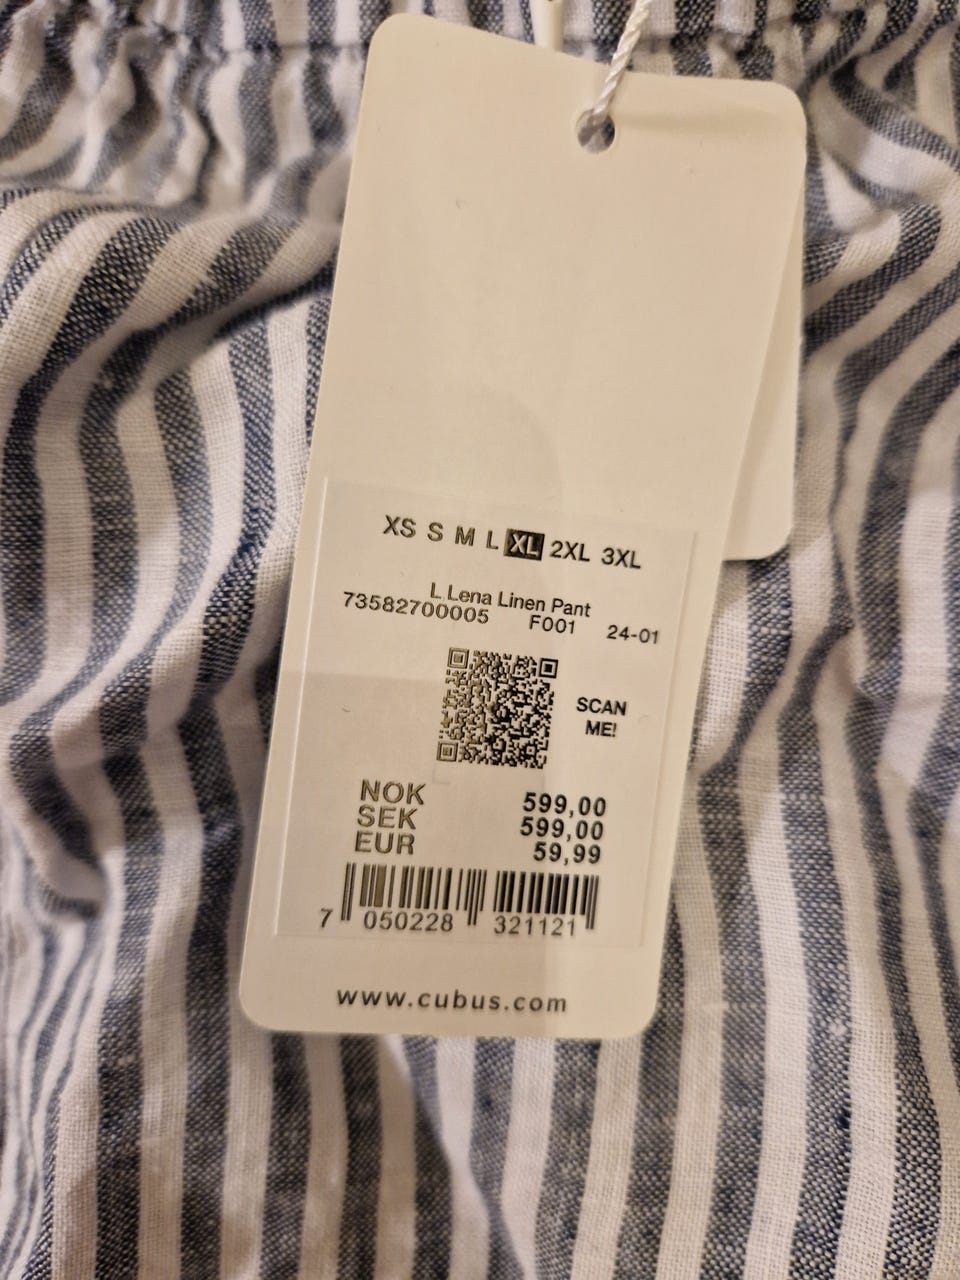 XS S M L XL 2XL 3XL
L Lena Linen Pant
73582700005 F001 24-01
SCAN
ME!
NOK 599,00
SEK 599,00
EUR 59,99
7 050228 321121
www.cubus.com